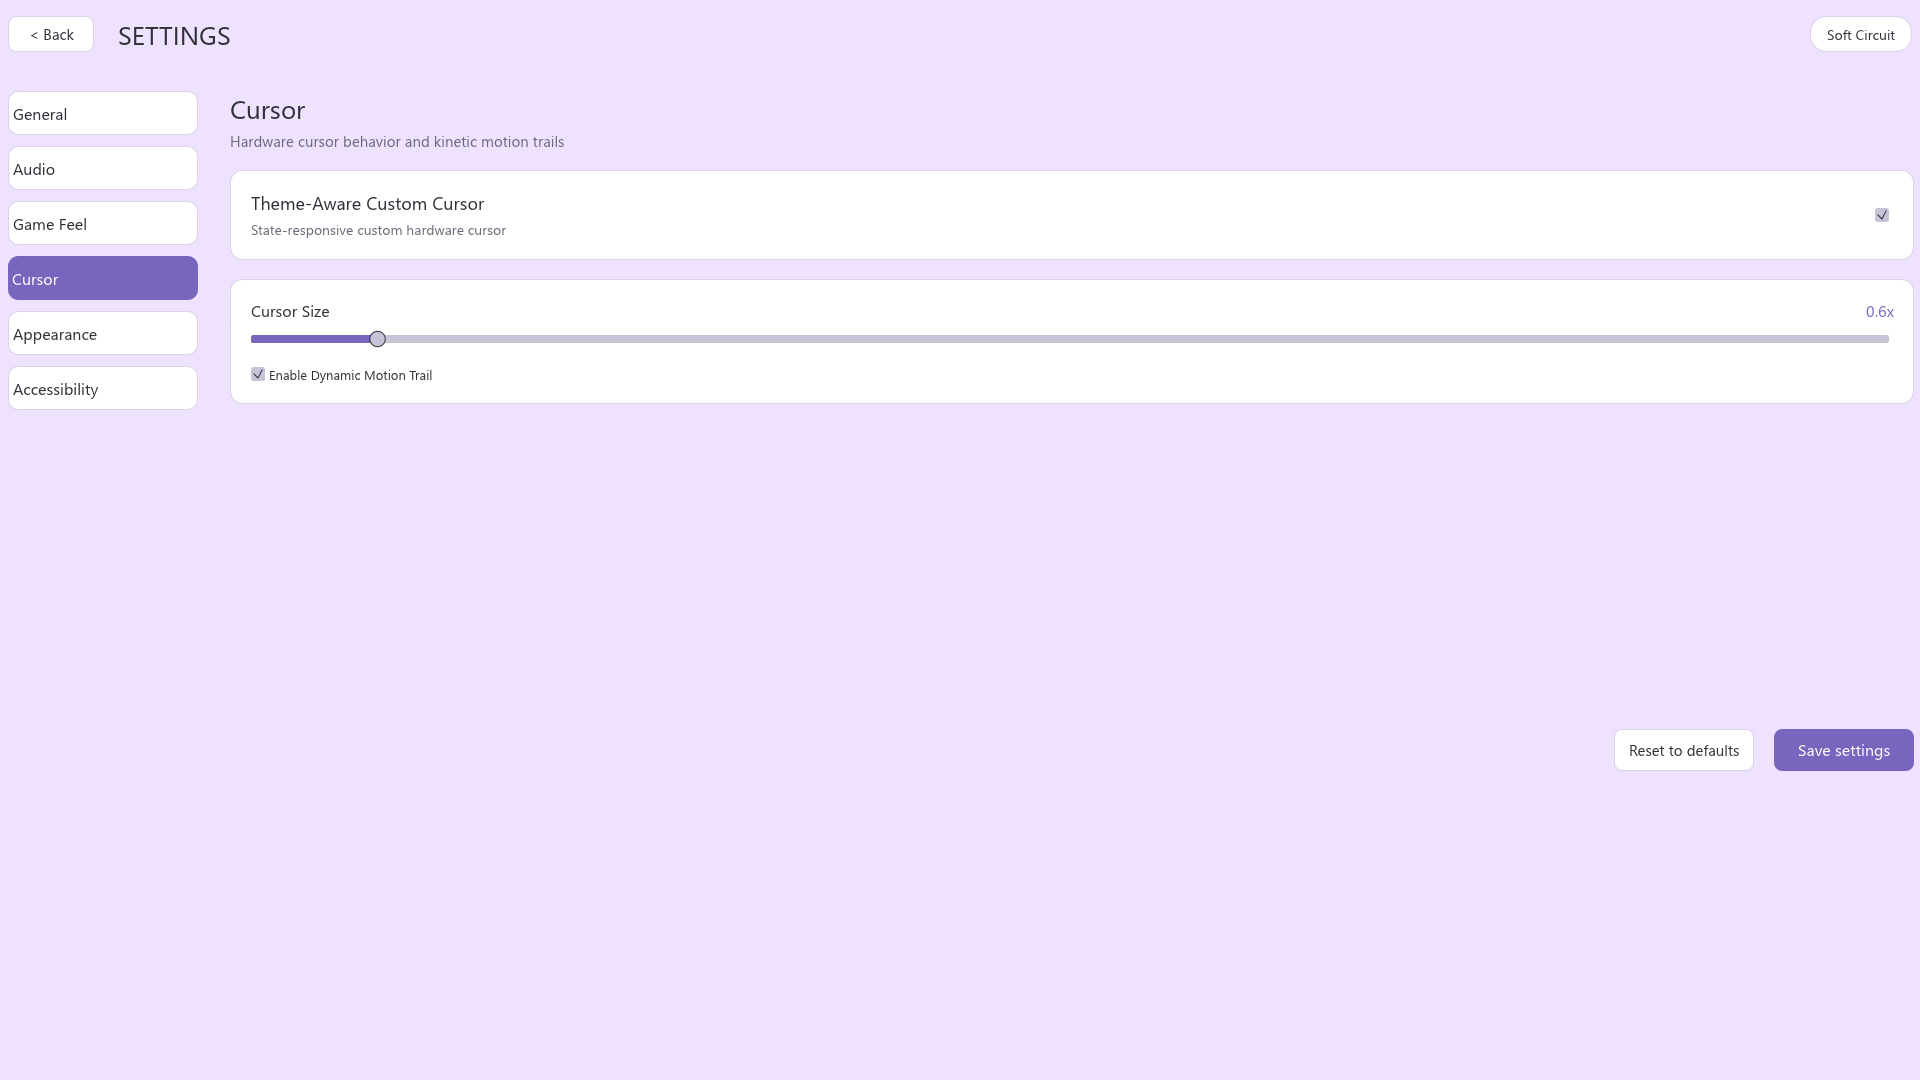 < Back
SETTINGS
Soft Circuit
General
Audio
Game Feel
Cursor
Appearance
Accessibility
Cursor
Hardware cursor behavior and kinetic motion trails
Theme-Aware Custom Cursor
State-responsive custom hardware cursor
Cursor Size
0.6x
Enable Dynamic Motion Trail
Reset to defaults
Save settings